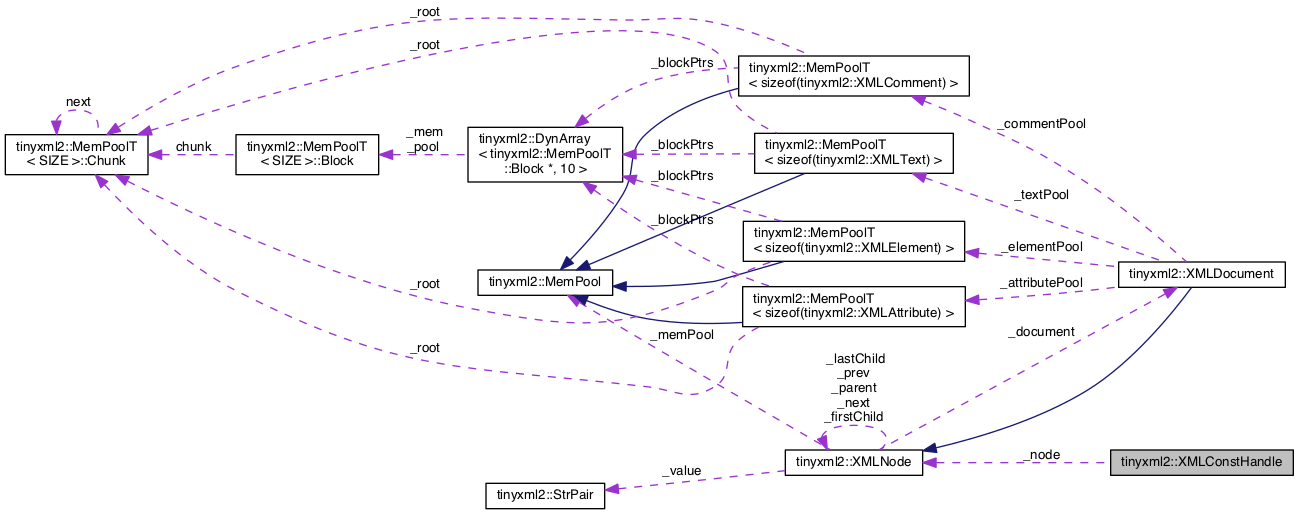 _root
_root
_blockPtrs
tinyxml2::MemPoolT
< sizeof(tinyxml2::XMLComment) >
next
_commentPool
tinyxml2::MemPoolT
< SIZE >::Chunk
chunk
tinyxml2::MemPoolT
< SIZE >::Block
_mem
_pool
tinyxml2::DynArray
< tinyxml2::MemPoolT
::Block *, 10 >
_blockPtrs
tinyxml2::MemPoolT
< sizeof(tinyxml2::XMLText) >
_blockPtrs
_textPool
_blockPtrs
tinyxml2::MemPoolT
< sizeof(tinyxml2::XMLElement) >
_elementPool
tinyxml2::XMLDocument
tinyxml2::MemPool
_root
tinyxml2::MemPoolT
< sizeof(tinyxml2::XMLAttribute) >
_attributePool
_root
_memPool
_document
_lastChild
_prev
_parent
_next
_firstChild
tinyxml2::XMLNode
_node
tinyxml2::XMLConstHandle
_value
tinyxml2::StrPair